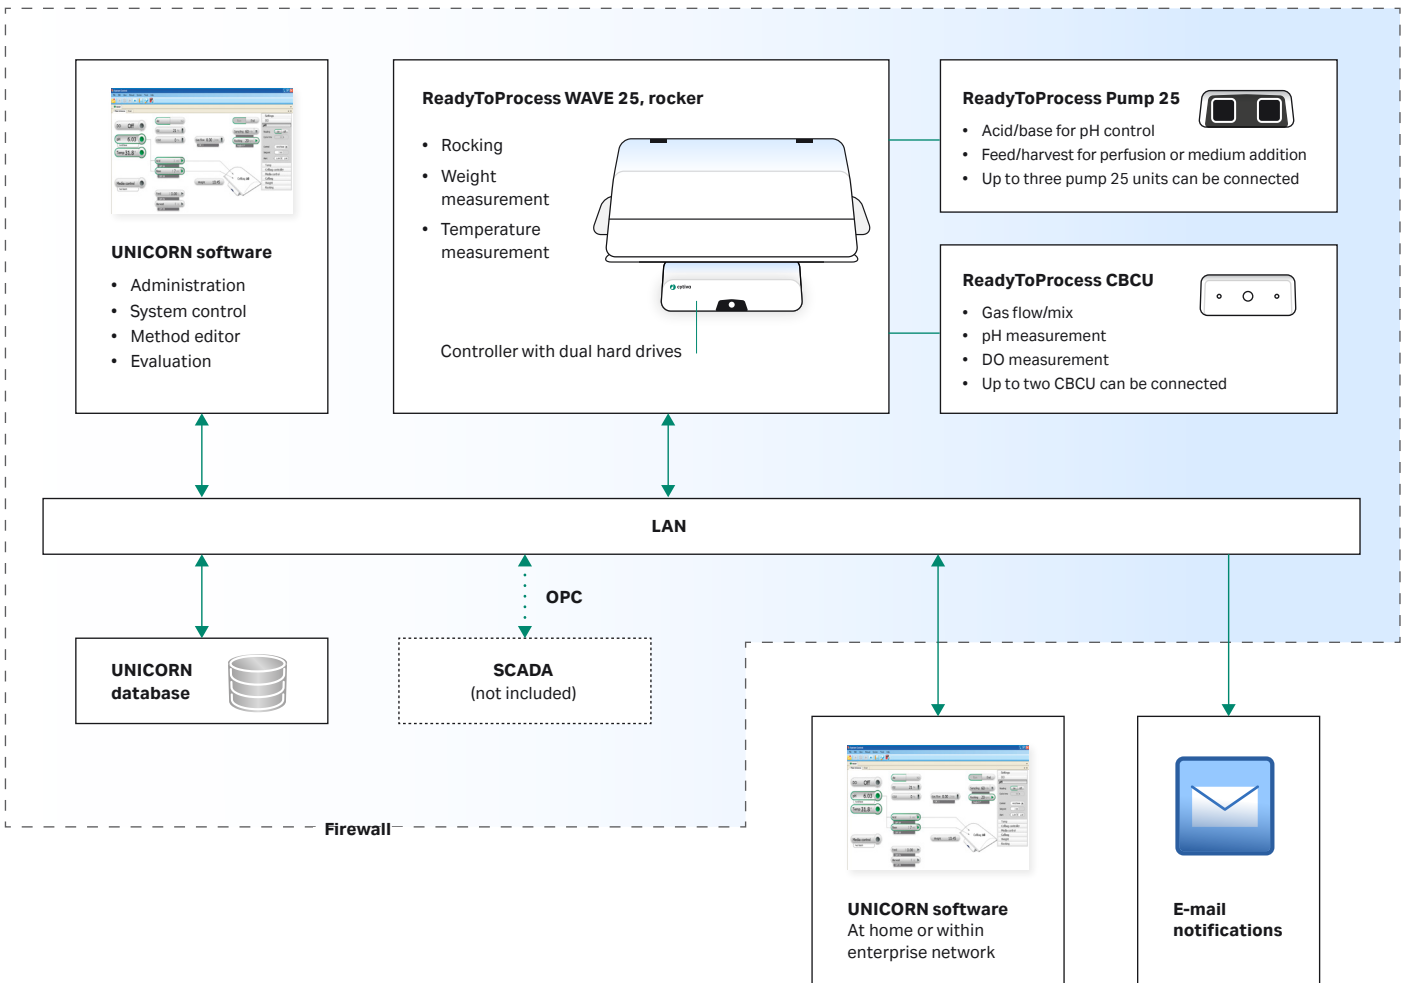 UNICORN software
• Administration
• System control
• Method editor
• Evaluation
ReadyToProcess WAVE 25, rocker
• Rocking
• Weight
measurement
• Temperature
measurement
cytiva
Controller with dual hard drives
ReadyToProcess Pump 25
• Acid/base for pH control
• Feed/harvest for perfusion or medium addition
• Up to three pump 25 units can be connected
ReadyToProcess CBCU
• Gas flow/mix
• pH measurement
• DO measurement
• Up to two CBCU can be connected
LAN
OPC
UNICORN
database
SCADA
(not included)
Firewall
UNICORN software
At home or within
enterprise network
E-mail
notifications